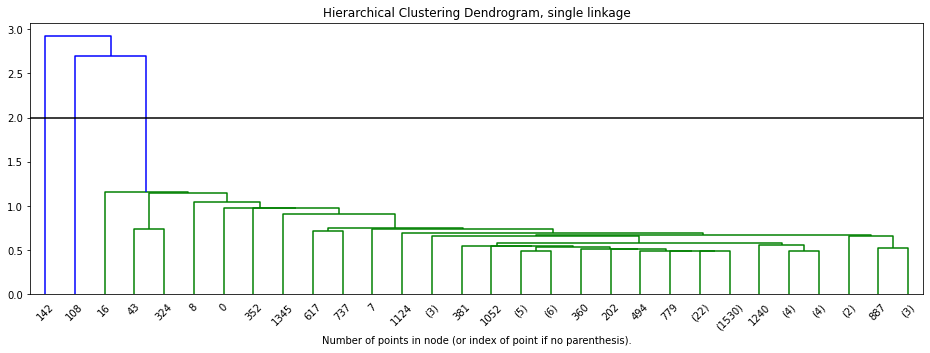 Hierarchical Clustering Dendrogram, single linkage
3.0
2.5
2.0
1.5
1.0
0.5
0.0
142 108 16 43 324 8 0 352 1345 617 737 7 1124 (3) 381 1052 (5) (6) 360 202 494 779 (22) (1530) 1240 (4) (4) (2) 887 (3)
Number of points in node (or index of point if no parenthesis).